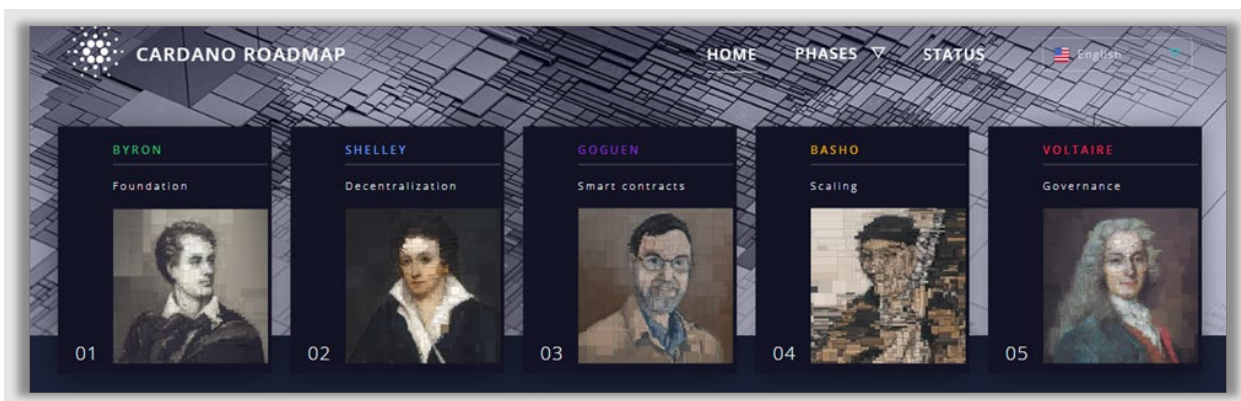 CARDANO ROADMAP
HOME PHASES STATUS English
BYRON
Foundation
01
SHELLEY
Decentralization
02
GOGUEN
Smart contracts
03
BASHO
Scaling
04
VOLTAIRE
Governance
05